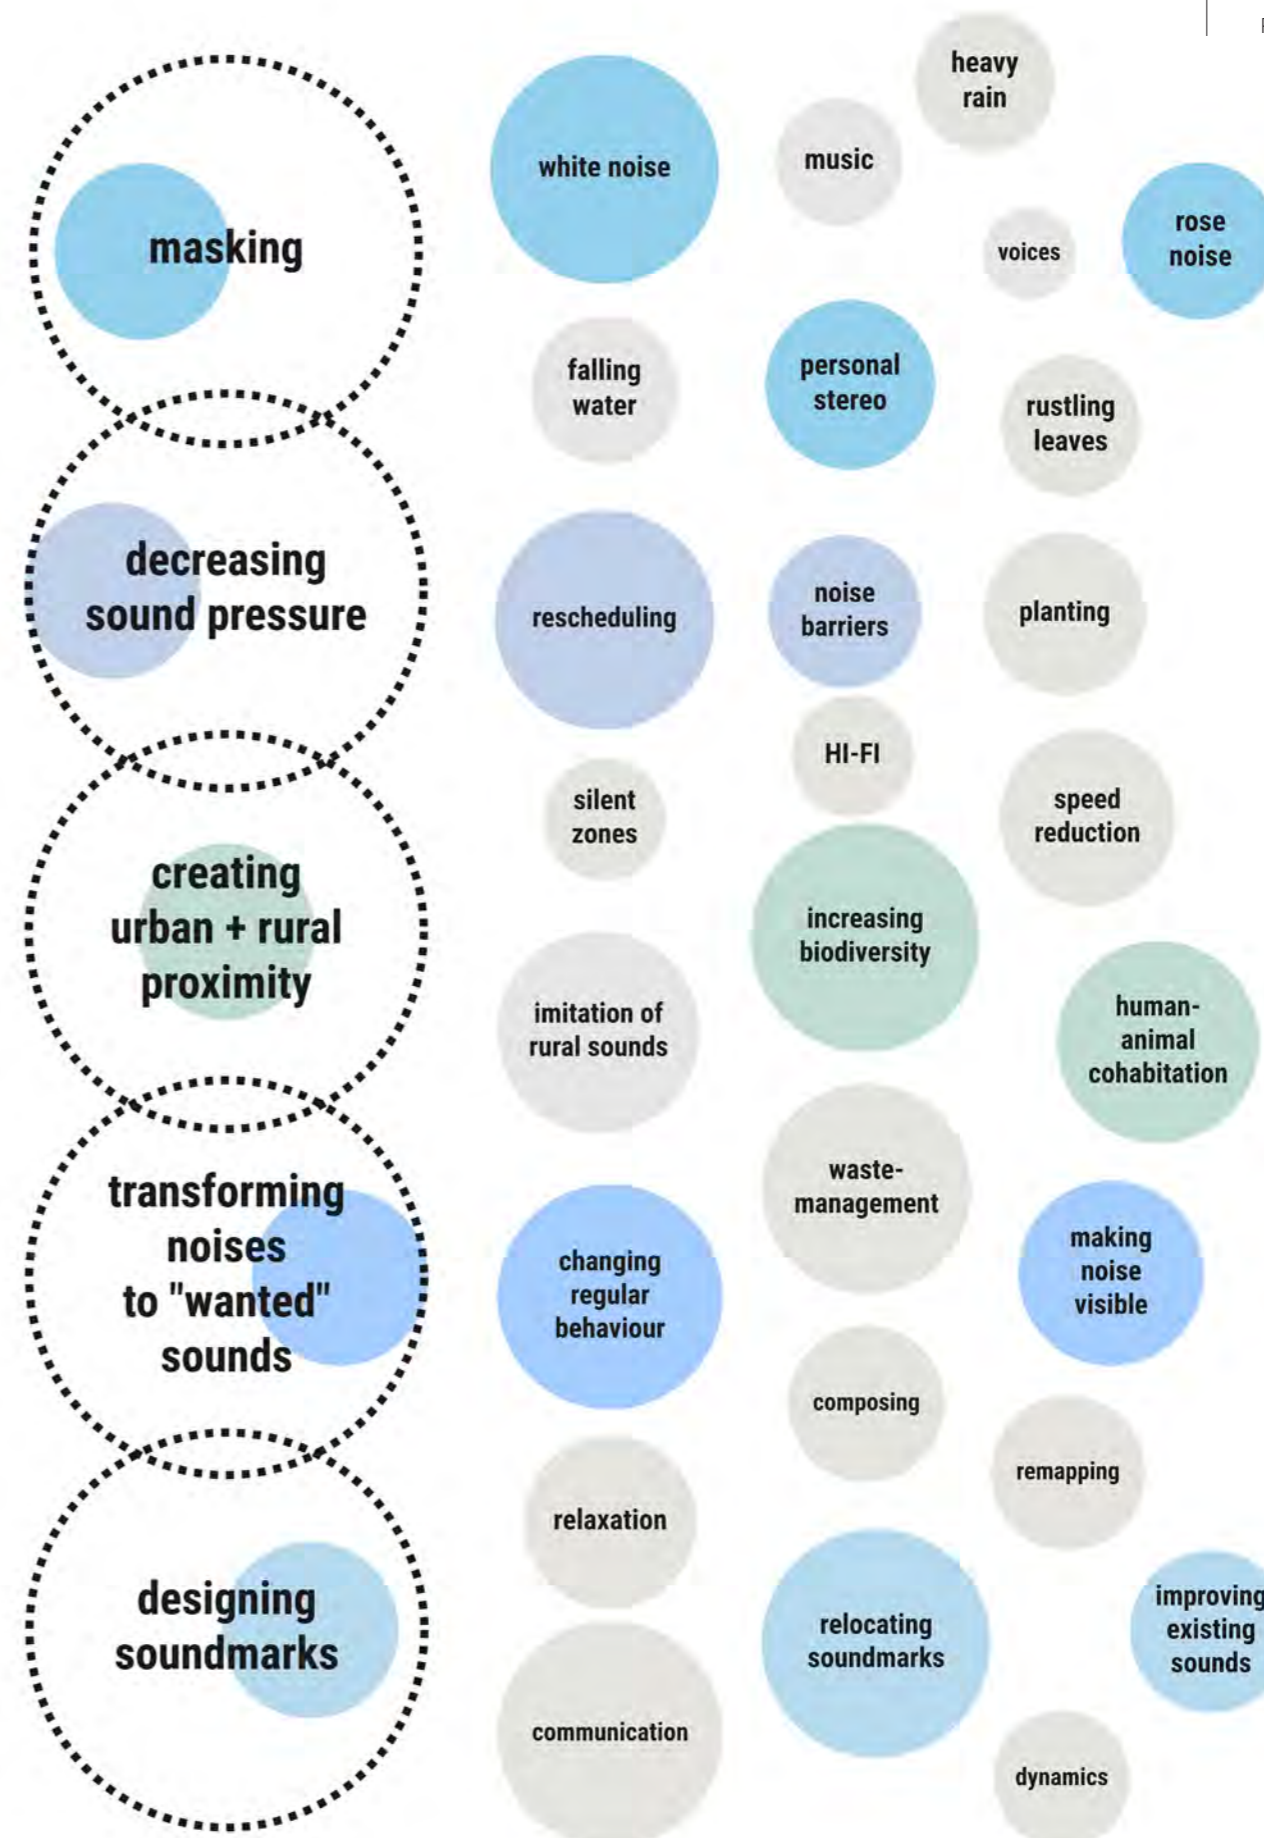 masking
decreasing
sound pressure
creating
urban + rural
proximity
transforming
noises
to "wanted"
sounds
designing
soundmarks
white noise
music
heavy
rain
voices
rose
noise
falling
water
personal
stereo
rustling
leaves
rescheduling
noise
barriers
planting
HI-FI
silent
zones
speed
reduction
increasing
biodiversity
imitation of
rural sounds
human-
animal
cohabitation
waste-
management
changing
regular
behaviour
making
noise
visible
composing
remapping
relaxation
relocating
soundmarks
improving
existing
sounds
communication
dynamics